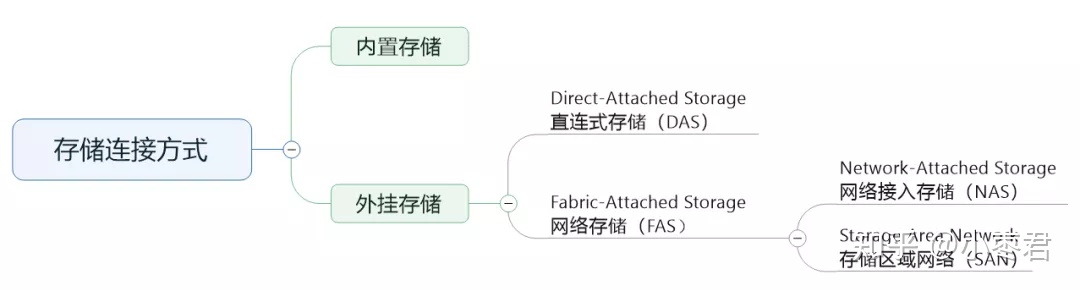 内置存储
Direct-Attached Storage
直连式存储（DAS）
存储连接方式
Network-Attached Storage
网络接入存储（NAS）
外挂存储
Fabric-Attached Storage
网络存储（FAS）
Storage Area Network
存储区域网络（SAN）
知乎 @小枣君